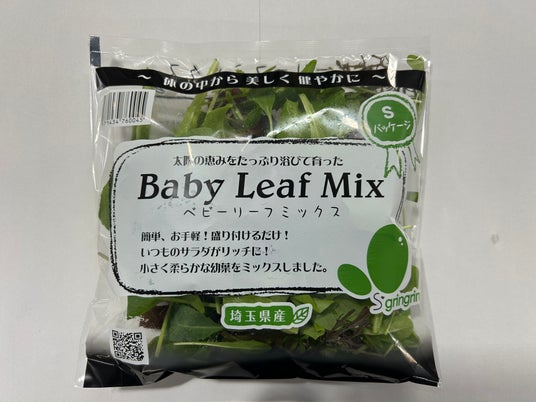 ～ 体の中から 美しく 健やかに ～
S
パッケージ
太陽の恵みをたっぷり浴びて育った
Baby Leaf Mix
ベビーリーフミックス
簡単、お手軽！盛り付けるだけ！
いつものサラダがリッチに！
小さく柔らかな幼葉をミックスしました。
S'gringrin
埼玉県産